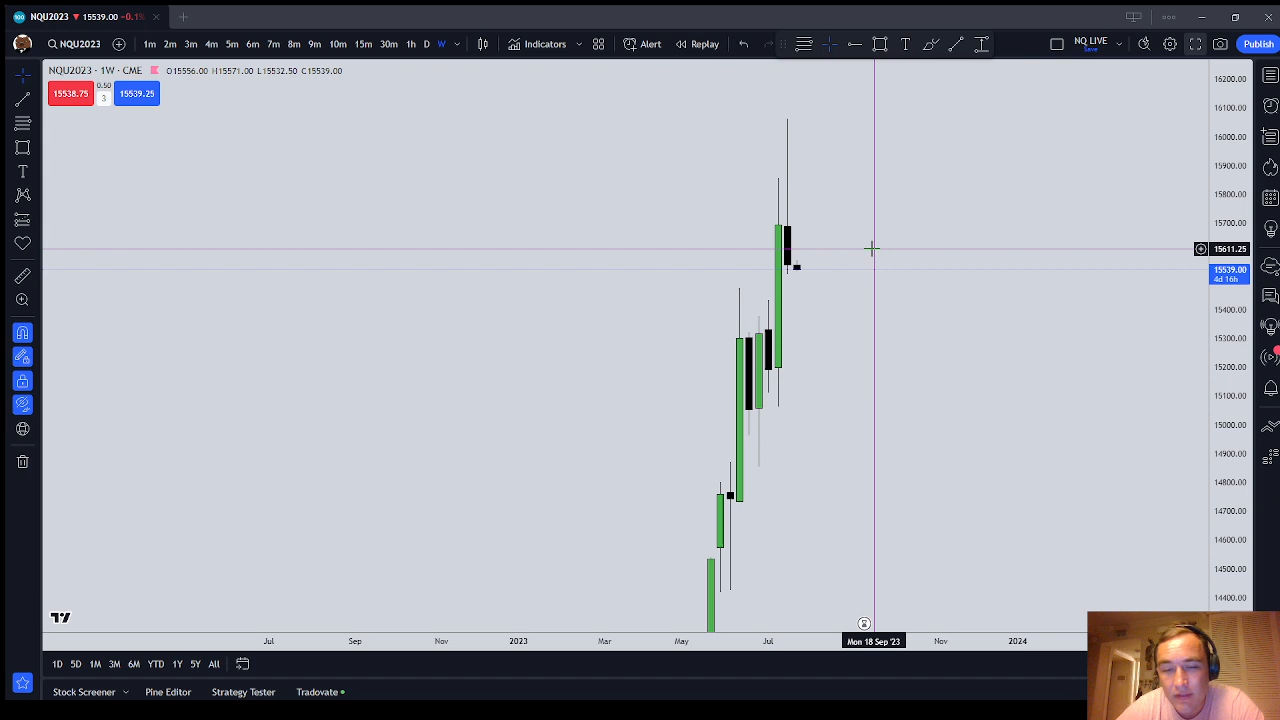 NQU2023 15539.00 −0.1%
NQU2023 1m 2m 3m 4m 5m 6m 7m 8m 9m 10m 15m 30m 1h D W Indicators Alert Replay NQ LIVE Save Publish
NQU2023 · 1W · CME O15556.00 H15571.00 L15532.50 C15539.00
15538.75 0.50 3 15539.25
16200.00
16100.00
16000.00
15900.00
15800.00
15700.00
15611.25
15539.00
4d 16h
15400.00
15300.00
15200.00
15100.00
15000.00
14900.00
14800.00
14700.00
14600.00
14500.00
14400.00
Jul Sep Nov 2023 Mar May Jul Mon 18 Sep '23 Nov 2024
1D 5D 1M 3M 6M YTD 1Y 5Y All
Stock Screener Pine Editor Strategy Tester Tradovate